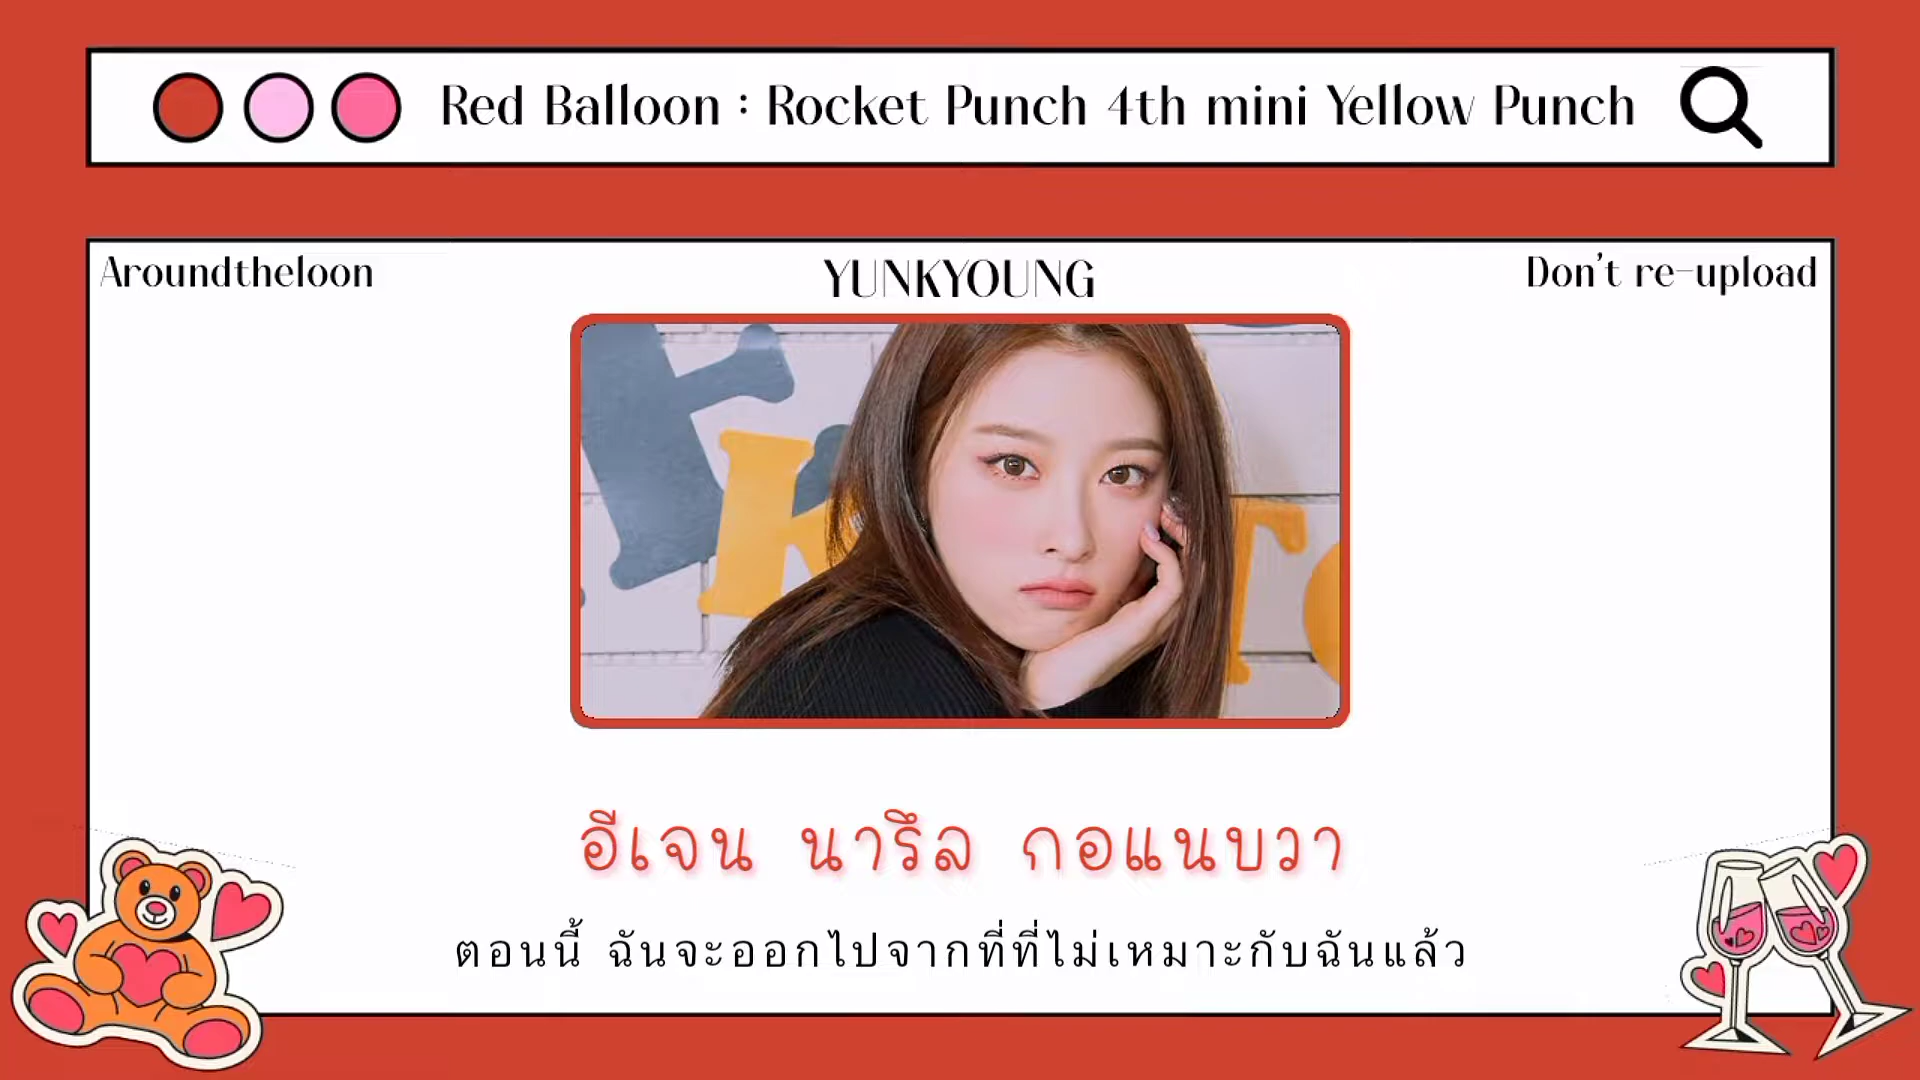 Red Balloon : Rocket Punch 4th mini Yellow Punch
Aroundtheloon
YUNKYOUNG
Don't re-upload
อีเจน นารึล กอแนบวา
ตอนนี้ ฉันจะออกไปจากที่ที่ไม่เหมาะกับฉันแล้ว